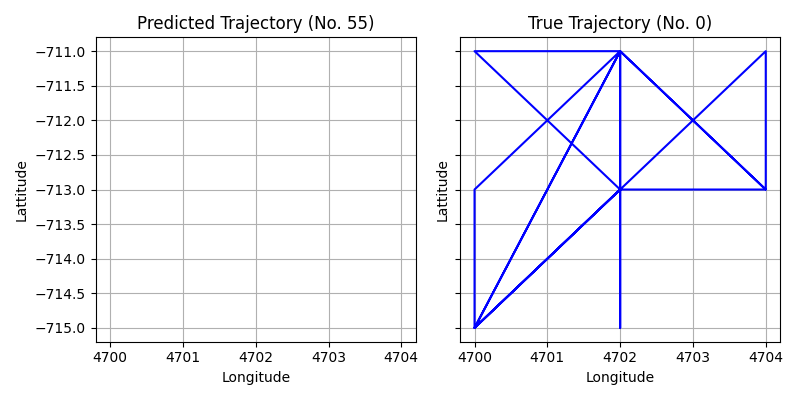 Predicted Trajectory (No. 55)
True Trajectory (No. 0)
−711.0
−711.5
−712.0
−712.5
−713.0
−713.5
−714.0
−714.5
−715.0
Lattitude
Lattitude
4700 4701 4702 4703 4704
4700 4701 4702 4703 4704
Longitude
Longitude